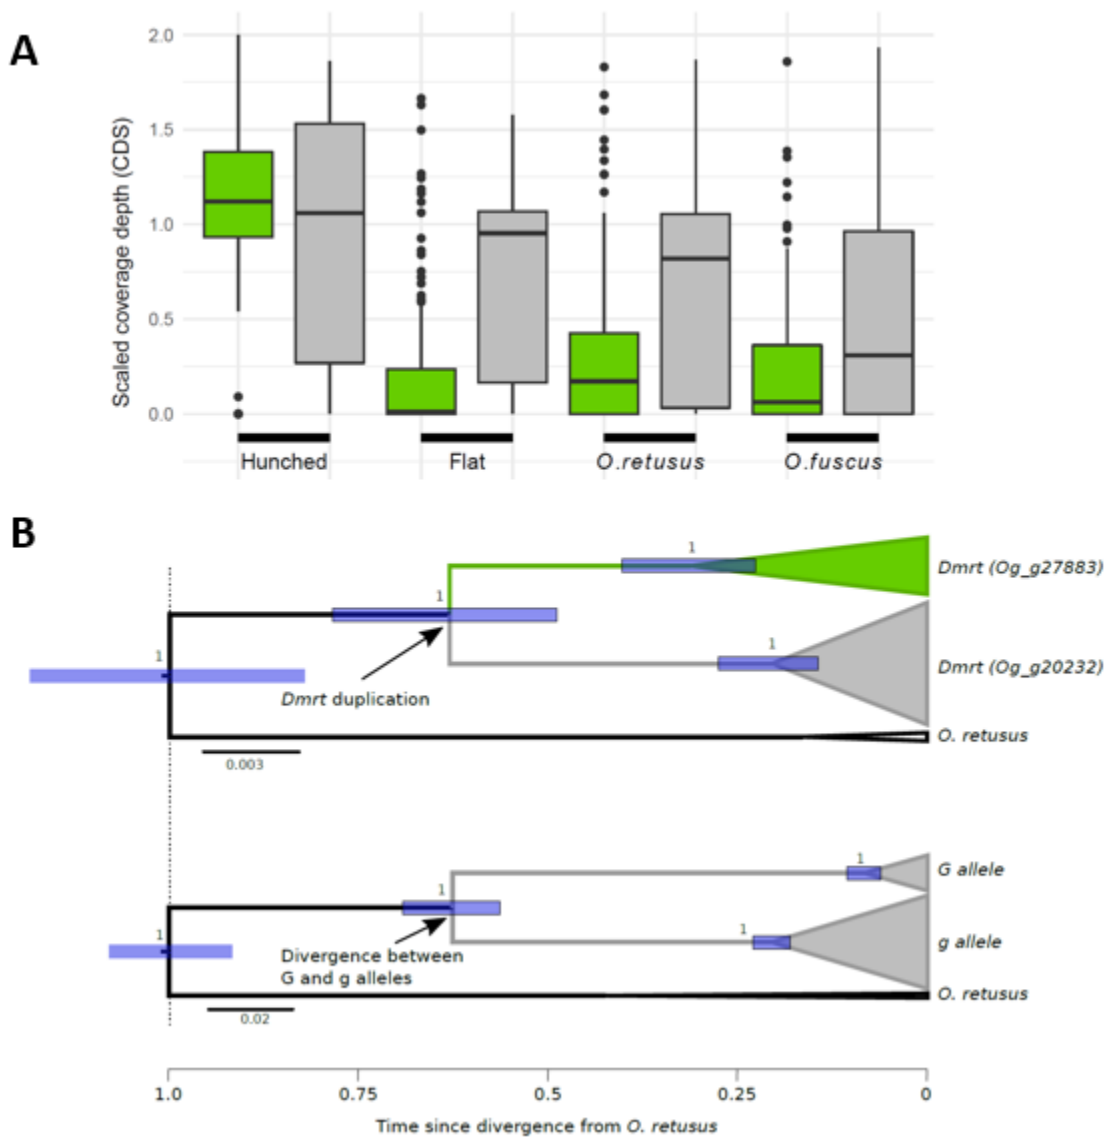 A
Scaled coverage depth (CDS)
2.0
1.5
1.0
0.5
0.0
Hunched
Flat
O.retusus
O.fuscus
B
1
Dmrt (Og_g27883)
1
1
Dmrt (Og_g20232)
1
Dmrt duplication
O. retusus
0.003
1
G allele
1
1
g allele
1
Divergence between
G and g alleles
O. retusus
0.02
1.0 0.75 0.5 0.25 0
Time since divergence from O. retusus